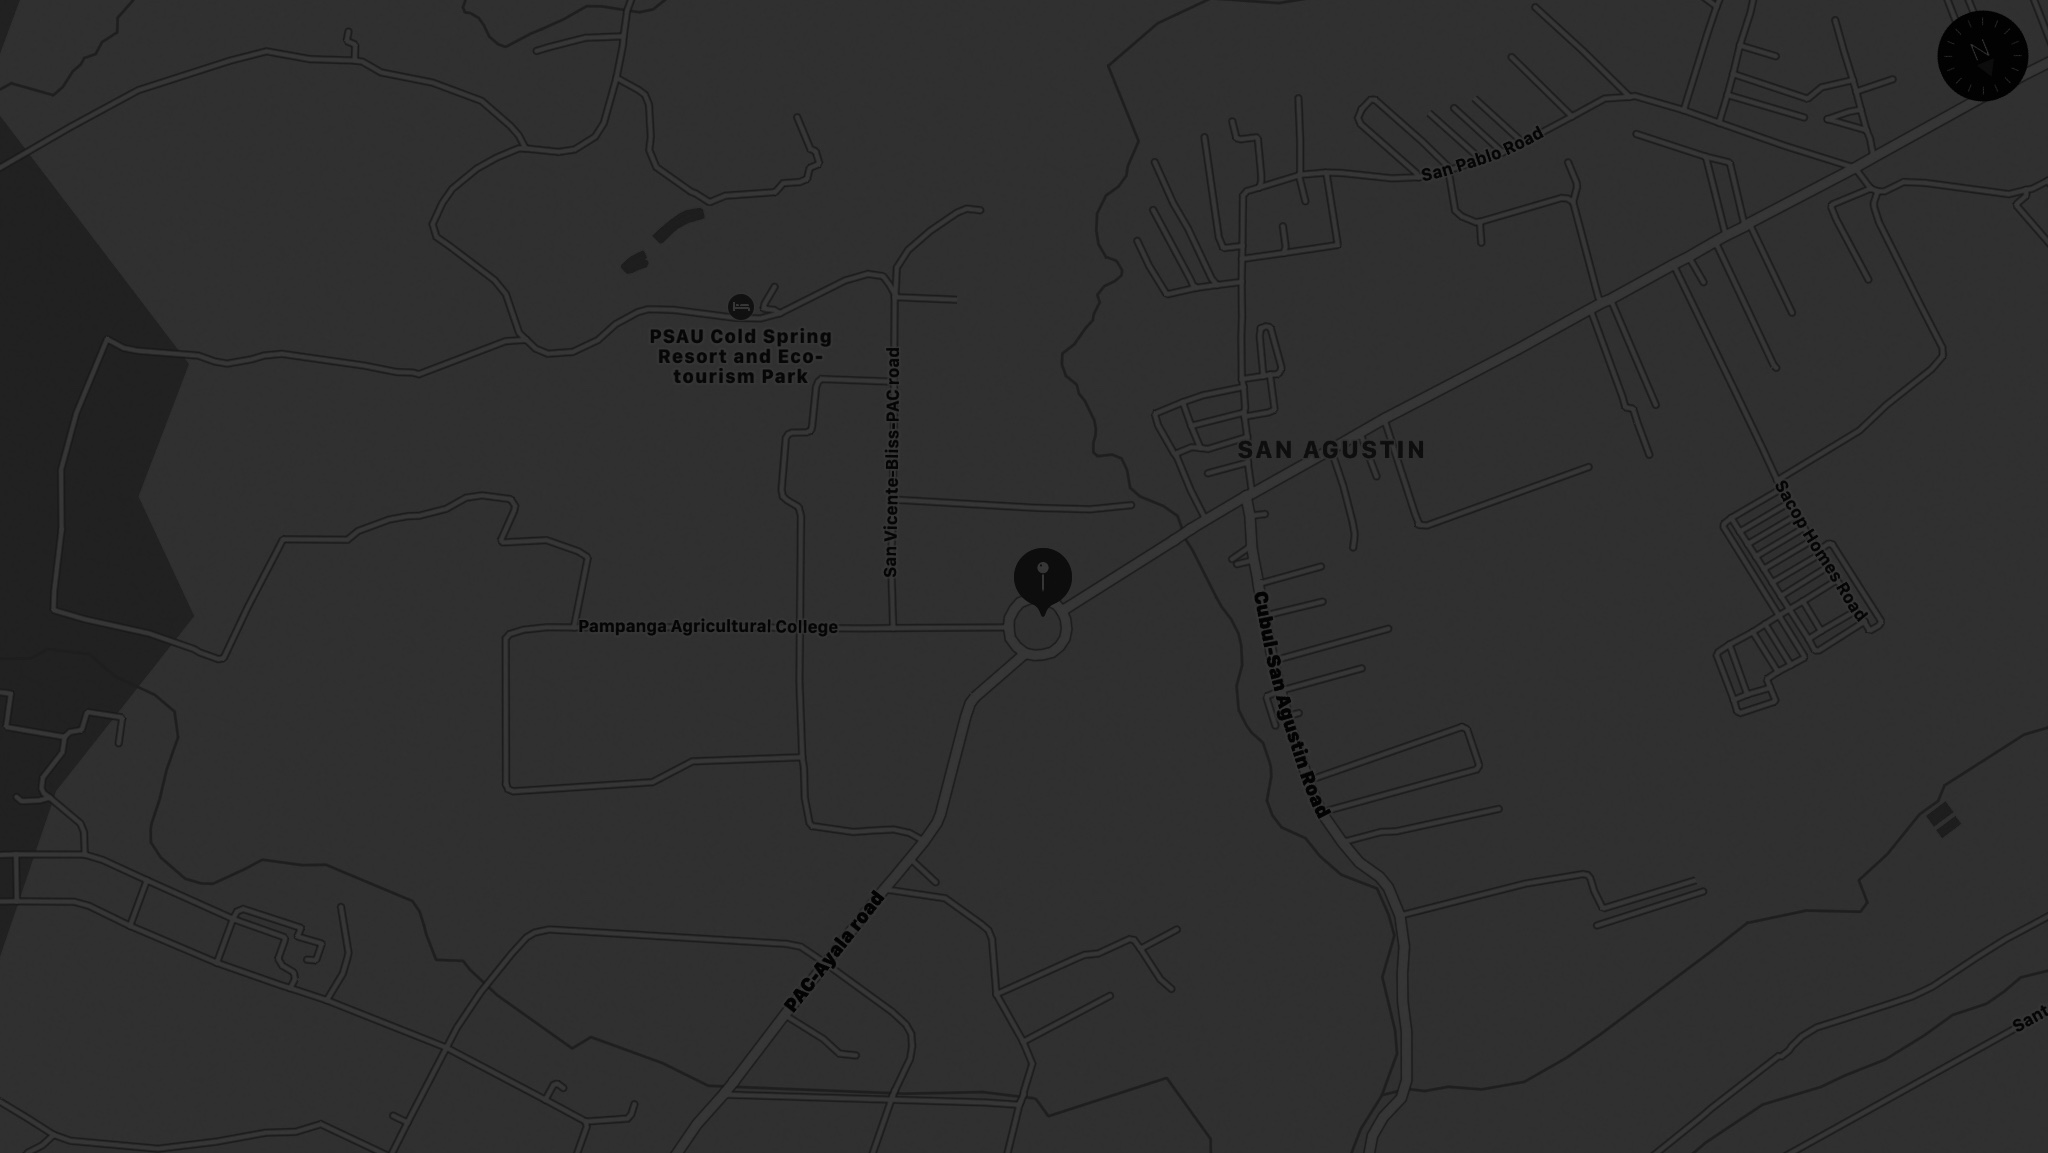 N
San Pablo Road
PSAU Cold Spring
Resort and Eco-
tourism Park
San Vicente-Bliss-PAC road
SAN AGUSTIN
Sacop Homes Road
Pampanga Agricultural College
Cubul-San Agustin Road
PAC-Ayala road
Sant